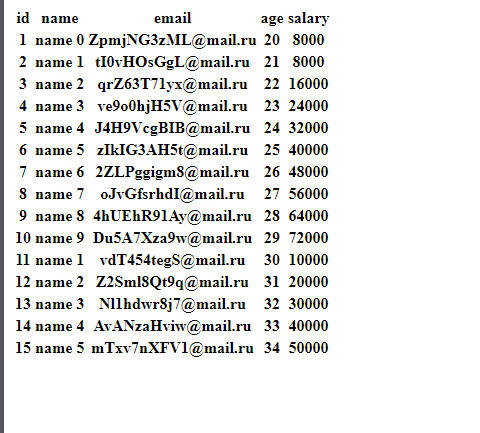 id name email age salary
1 name 0 ZpmjNG3zML@mail.ru 20 8000
2 name 1 tI0vHOsGgL@mail.ru 21 8000
3 name 2 qrZ63T71yx@mail.ru 22 16000
4 name 3 ve9o0hjH5V@mail.ru 23 24000
5 name 4 J4H9VcgBIB@mail.ru 24 32000
6 name 5 zIkIG3AH5t@mail.ru 25 40000
7 name 6 2ZLPggigm8@mail.ru 26 48000
8 name 7 oJvGfsrhdI@mail.ru 27 56000
9 name 8 4hUEhR91Ay@mail.ru 28 64000
10 name 9 Du5A7Xza9w@mail.ru 29 72000
11 name 1 vdT454tegS@mail.ru 30 10000
12 name 2 Z2Sml8Qt9q@mail.ru 31 20000
13 name 3 Nl1hdwr8j7@mail.ru 32 30000
14 name 4 AvANzaHviw@mail.ru 33 40000
15 name 5 mTxv7nXFV1@mail.ru 34 50000